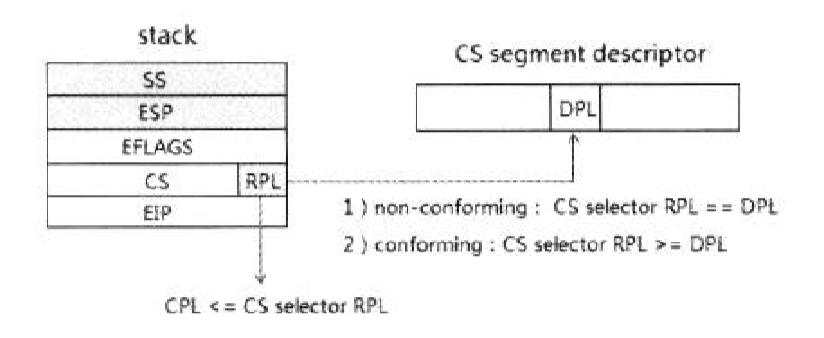 stack
SS
ESP
EFLAGS
CS RPL
EIP
CPL <= CS selector RPL
CS segment descriptor
DPL
1 ) non-conforming : CS selector RPL == DPL
2 ) conforming : CS selector RPL >= DPL